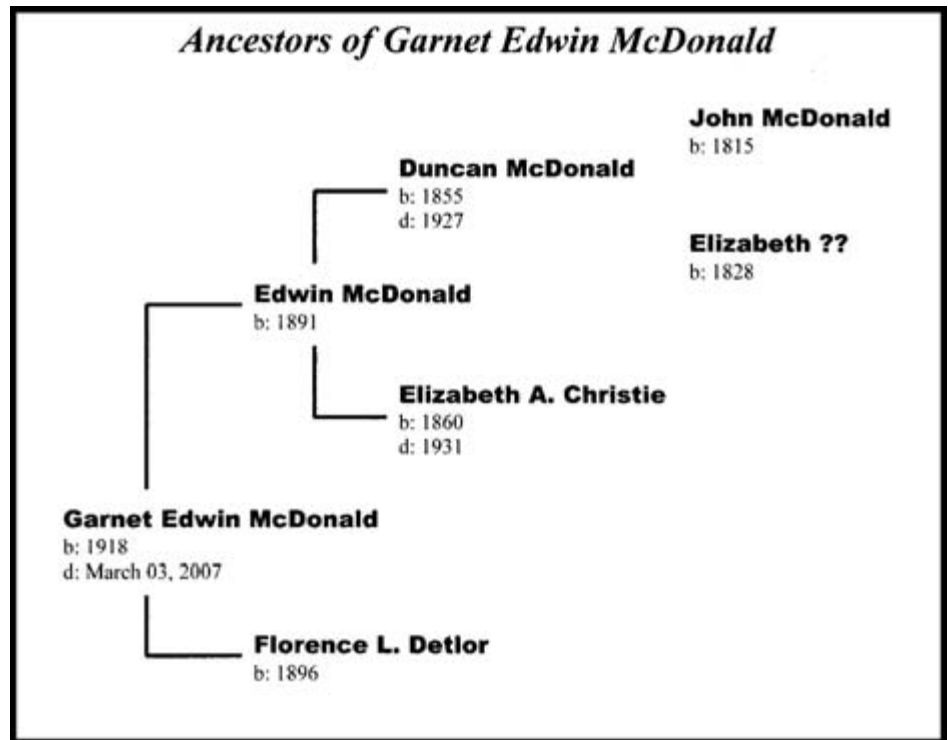 Ancestors of Garnet Edwin McDonald
John McDonald
b: 1815
Duncan McDonald
b: 1855
d: 1927
Elizabeth ??
b: 1828
Edwin McDonald
b: 1891
Elizabeth A. Christie
b: 1860
d: 1931
Garnet Edwin McDonald
b: 1918
d: March 03, 2007
Florence L. Detlor
b: 1896